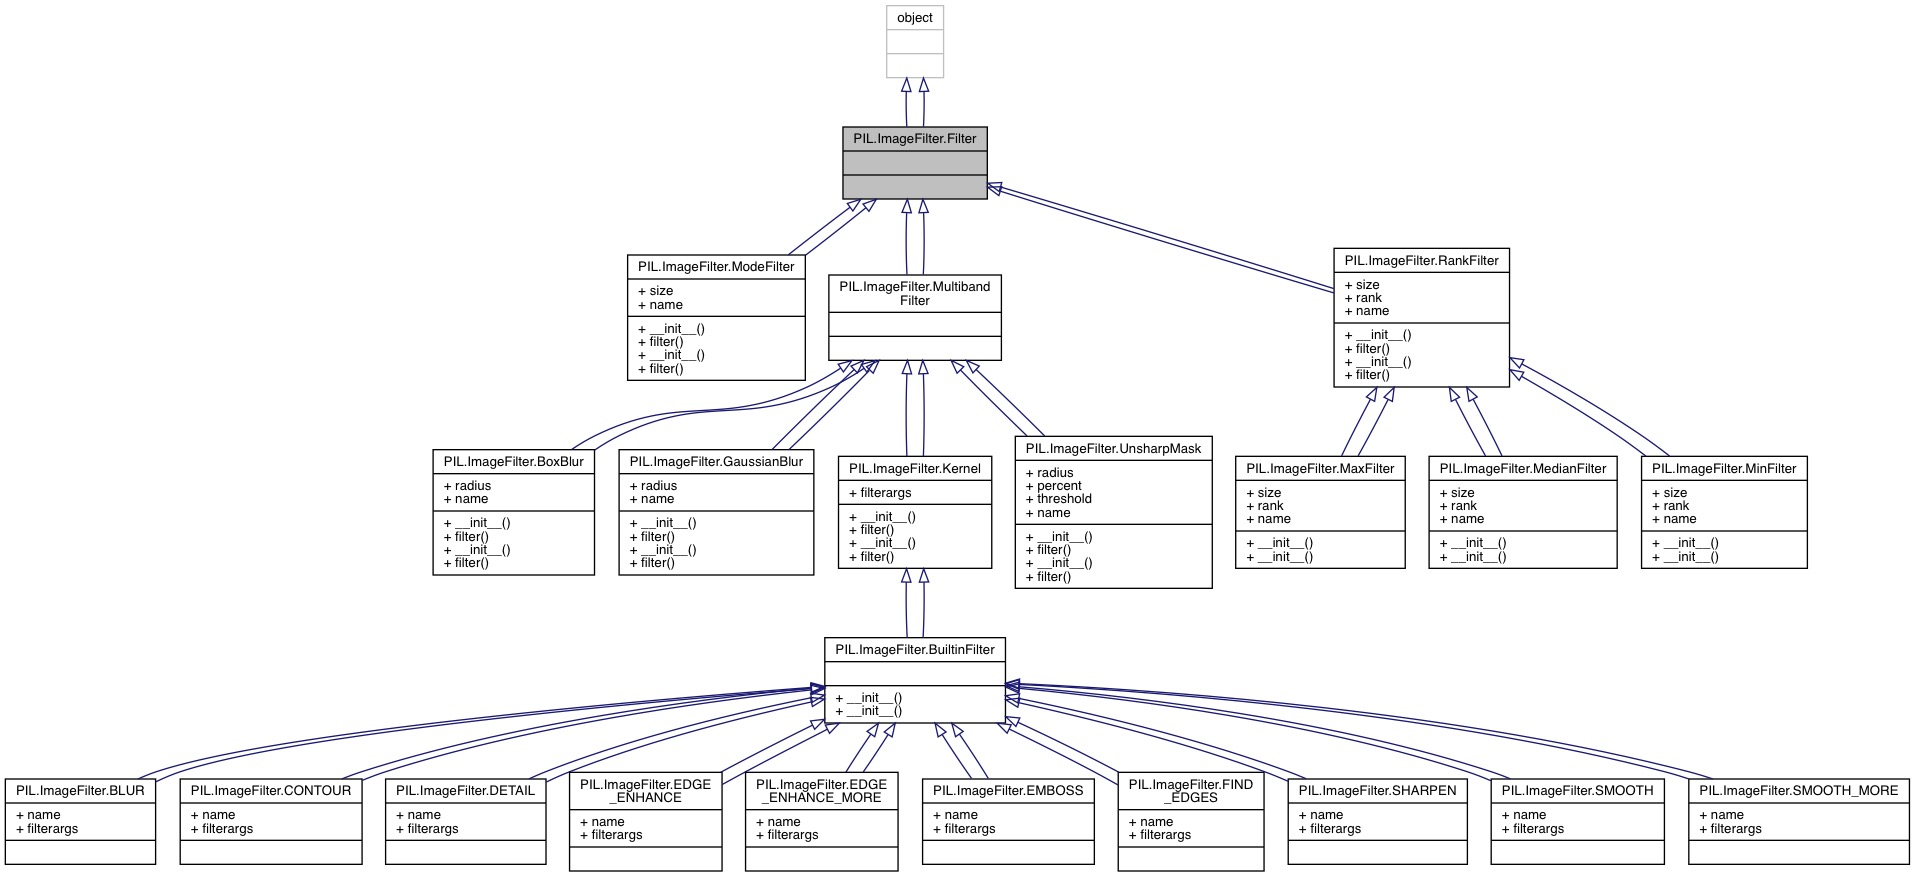 object
PIL.ImageFilter.Filter
PIL.ImageFilter.ModeFilter
+ size
+ name
+ __init__()
+ filter()
+ __init__()
+ filter()
PIL.ImageFilter.Multiband
Filter
PIL.ImageFilter.RankFilter
+ size
+ rank
+ name
+ __init__()
+ filter()
+ __init__()
+ filter()
PIL.ImageFilter.BoxBlur
+ radius
+ name
+ __init__()
+ filter()
+ __init__()
+ filter()
PIL.ImageFilter.GaussianBlur
+ radius
+ name
+ __init__()
+ filter()
+ __init__()
+ filter()
PIL.ImageFilter.Kernel
+ filterargs
+ __init__()
+ filter()
+ __init__()
+ filter()
PIL.ImageFilter.UnsharpMask
+ radius
+ percent
+ threshold
+ name
+ __init__()
+ filter()
+ __init__()
+ filter()
PIL.ImageFilter.MaxFilter
+ size
+ rank
+ name
+ __init__()
+ __init__()
PIL.ImageFilter.MedianFilter
+ size
+ rank
+ name
+ __init__()
+ __init__()
PIL.ImageFilter.MinFilter
+ size
+ rank
+ name
+ __init__()
+ __init__()
PIL.ImageFilter.BuiltinFilter
+ __init__()
+ __init__()
PIL.ImageFilter.BLUR
+ name
+ filterargs
PIL.ImageFilter.CONTOUR
+ name
+ filterargs
PIL.ImageFilter.DETAIL
+ name
+ filterargs
PIL.ImageFilter.EDGE
_ENHANCE
+ name
+ filterargs
PIL.ImageFilter.EDGE
_ENHANCE_MORE
+ name
+ filterargs
PIL.ImageFilter.EMBOSS
+ name
+ filterargs
PIL.ImageFilter.FIND
_EDGES
+ name
+ filterargs
PIL.ImageFilter.SHARPEN
+ name
+ filterargs
PIL.ImageFilter.SMOOTH
+ name
+ filterargs
PIL.ImageFilter.SMOOTH_MORE
+ name
+ filterargs